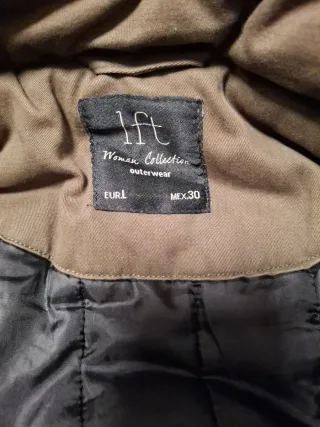 lft
Woman Collection
outerwear
EUR.L MEX.30